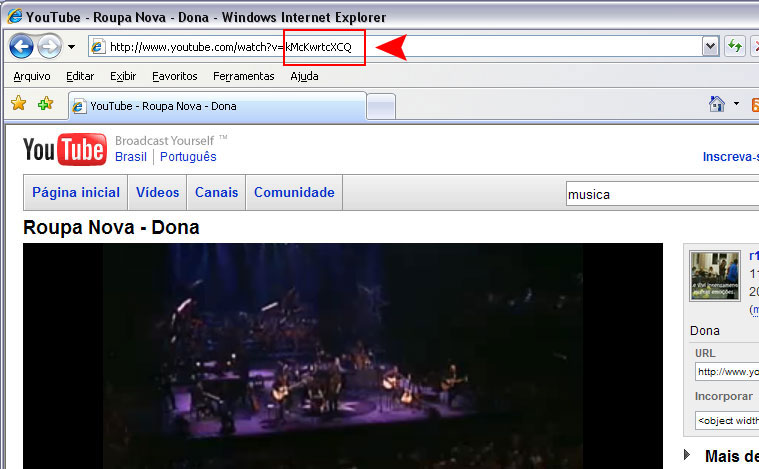 YouTube - Roupa Nova - Dona - Windows Internet Explorer
http://www.youtube.com/watch?v=kMcKwrtcXCQ
Arquivo Editar Exibir Favoritos Ferramentas Ajuda
YouTube - Roupa Nova - Dona
YouTube Broadcast Yourself ™
Brasil Português
Inscreva-s
Página inicial Vídeos Canais Comunidade musica
Roupa Nova - Dona
r1
11
20
(m
Dona
URL
http://www.yo
Incorporar
<object width
Mais de